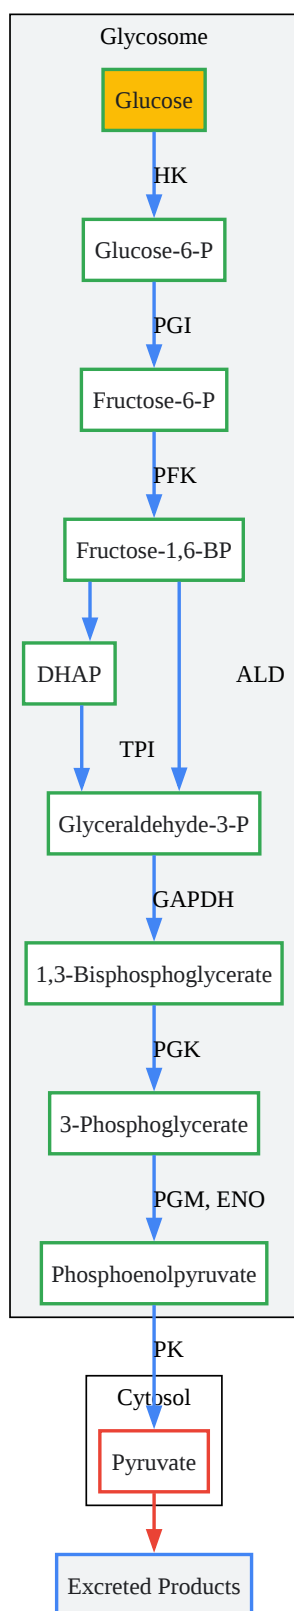 Glycosome
Glucose
HK
Glucose-6-P
PGI
Fructose-6-P
PFK
Fructose-1,6-BP
DHAP
ALD
TPI
Glyceraldehyde-3-P
GAPDH
1,3-Bisphosphoglycerate
PGK
3-Phosphoglycerate
PGM, ENO
Phosphoenolpyruvate
PK
Cytosol
Pyruvate
Excreted Products